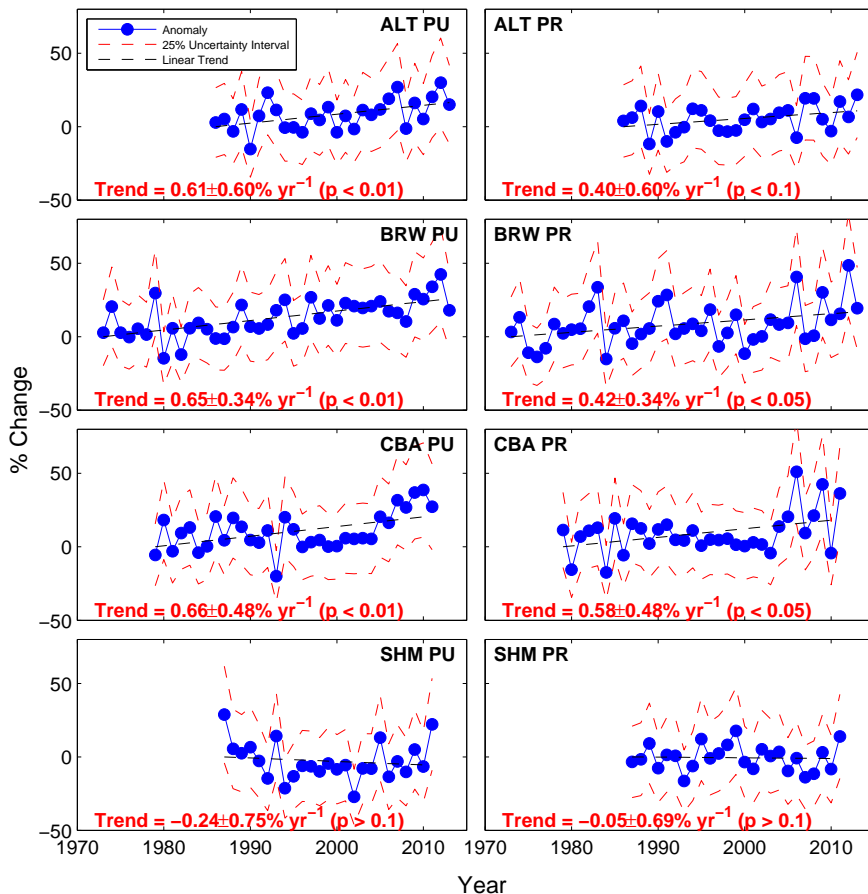 ALT PU
Anomaly
25% Uncertainty Interval
Linear Trend
50
0
−50
Trend = 0.61±0.60% yr−1 (p < 0.01)
ALT PR
Trend = 0.40±0.60% yr−1 (p < 0.1)
BRW PU
50
0
−50
Trend = 0.65±0.34% yr−1 (p < 0.01)
BRW PR
Trend = 0.42±0.34% yr−1 (p < 0.05)
% Change
CBA PU
50
0
−50
Trend = 0.66±0.48% yr−1 (p < 0.01)
CBA PR
Trend = 0.58±0.48% yr−1 (p < 0.05)
SHM PU
50
0
−50
Trend = −0.24±0.75% yr−1 (p > 0.1)
1970 1980 1990 2000 2010
SHM PR
Trend = −0.05±0.69% yr−1 (p > 0.1)
1970 1980 1990 2000 2010
Year